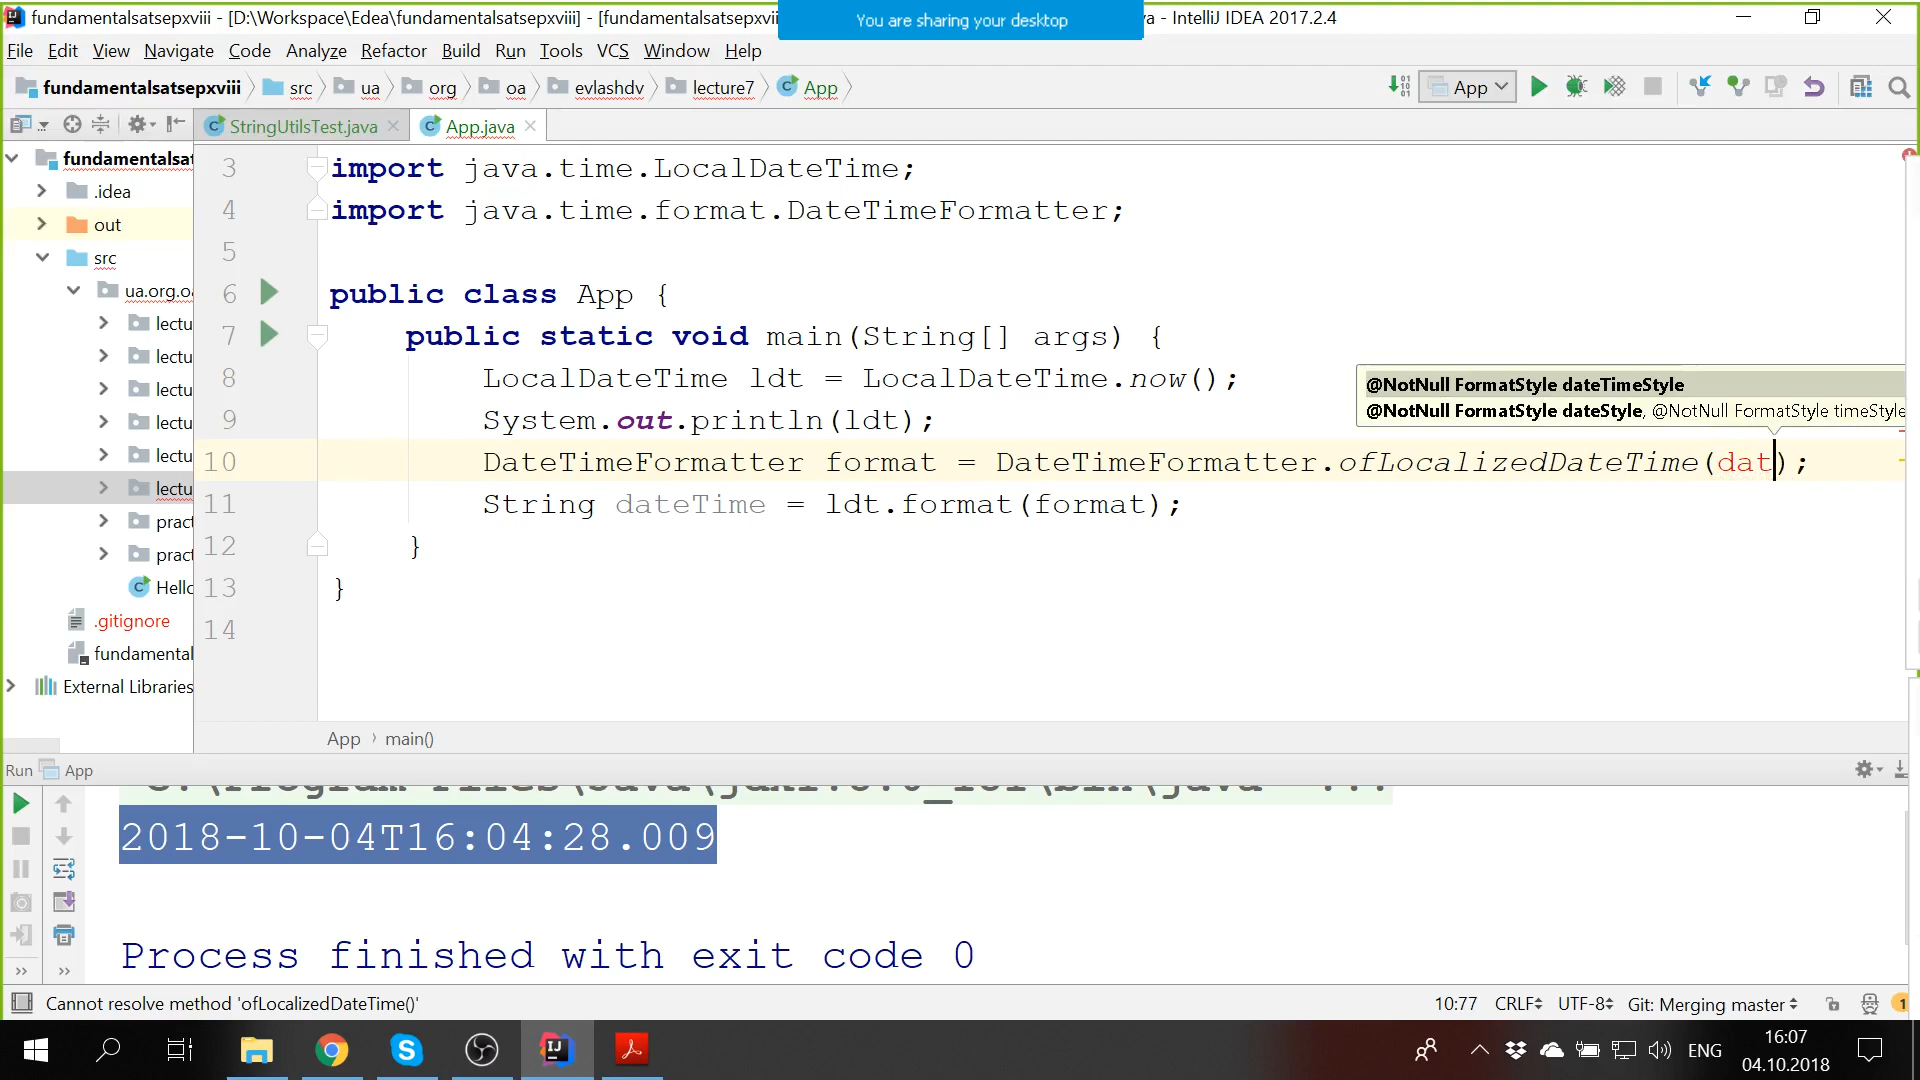 fundamentalsatsepxviii - [D:\Workspace\Edea\fundamentalsatsepxviii] - [fundamentalsatsepxvii
You are sharing your desktop
- IntelliJ IDEA 2017.2.4
File Edit View Navigate Code Analyze Refactor Build Run Tools VCS Window Help
fundamentalsatsepxviii src ua org oa evlashdv lecture7 App
App
StringUtilsTest.java App.java
fundamentalsat
.idea
out
src
ua.org.oa
lectu
lectu
lectu
lectu
lectu
lectu
pract
pract
Hello
.gitignore
fundamental
External Libraries
3 import java.time.LocalDateTime;
4 import java.time.format.DateTimeFormatter;
5
6 public class App {
7 public static void main(String[] args) {
8 LocalDateTime ldt = LocalDateTime.now();
@NotNull FormatStyle dateTimeStyle
@NotNull FormatStyle dateStyle, @NotNull FormatStyle timeStyle
9 System.out.println(ldt);
10 DateTimeFormatter format = DateTimeFormatter.ofLocalizedDateTime(dat);
11 String dateTime = ldt.format(format);
12 }
13 }
14
App main()
Run App
2018-10-04T16:04:28.009
Process finished with exit code 0
Cannot resolve method 'ofLocalizedDateTime()'
10:77 CRLF UTF-8 Git: Merging master 1
ENG
16:07
04.10.2018